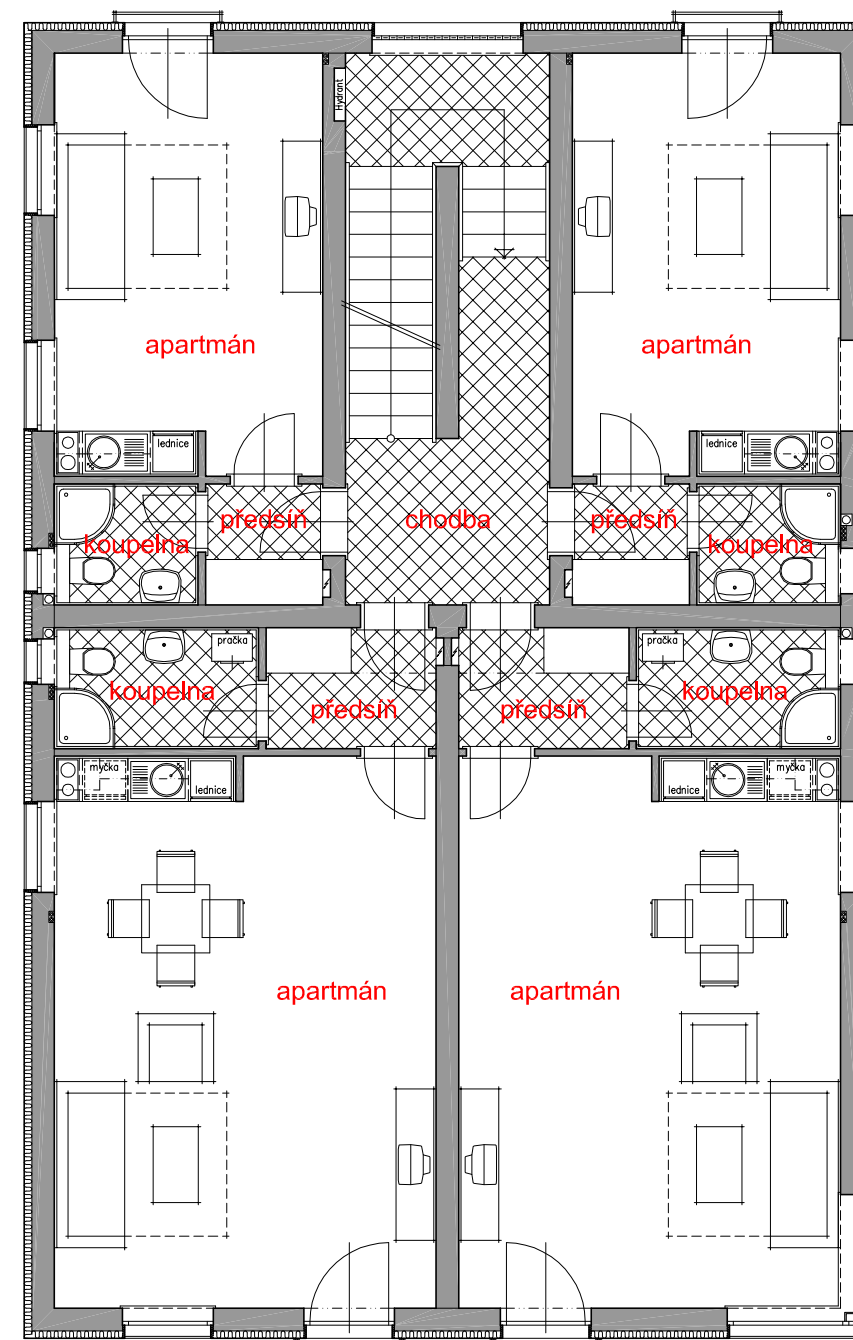 Hydrant
apartmán
apartmán
lednice
lednice
koupelna
předsíň
chodba
předsíň
koupelna
pračka
pračka
koupelna
předsíň
předsíň
koupelna
myčka
lednice
lednice
myčka
apartmán
apartmán